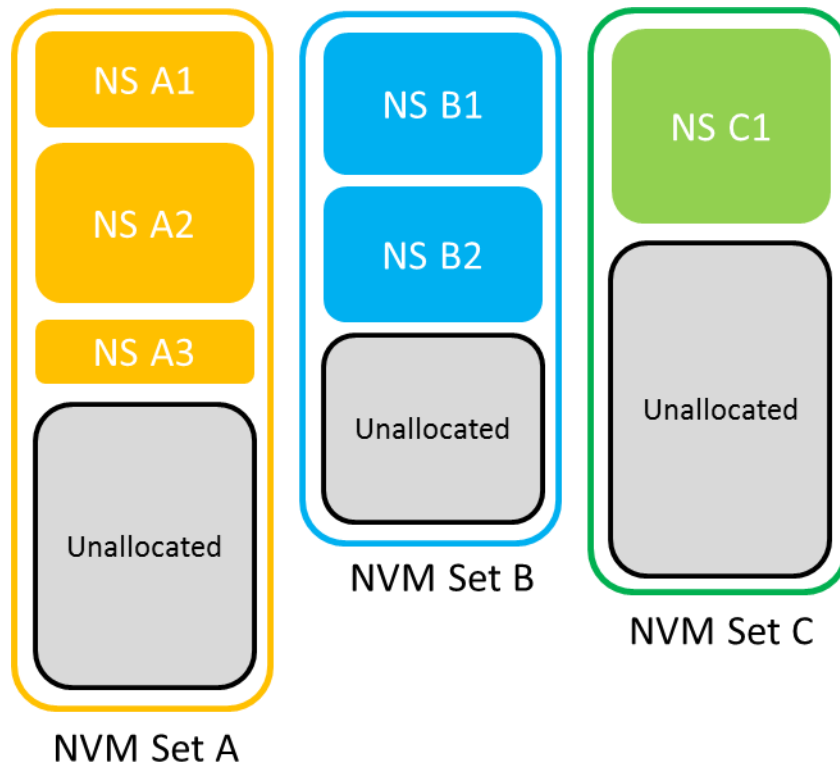 NS A1
NS A2
NS A3
Unallocated
NVM Set A
NS B1
NS B2
Unallocated
NVM Set B
NS C1
Unallocated
NVM Set C